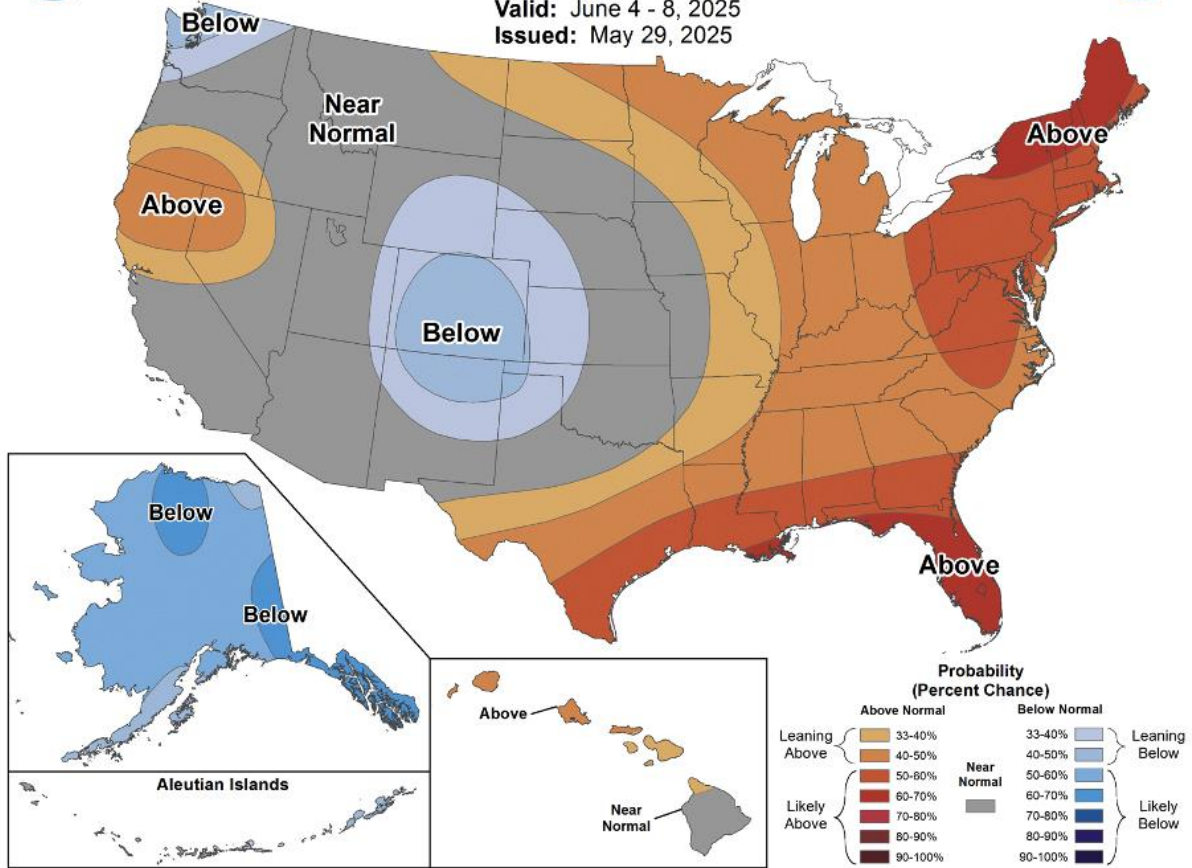 Valid: June 4 - 8, 2025
Issued: May 29, 2025
Below
Near
Normal
Above
Above
Below
Above
Below
Below
Aleutian Islands
Above
Near
Normal
Probability
(Percent Chance)
Above Normal
Below Normal
Leaning
Above
33-40%
40-50%
Likely
Above
50-60%
60-70%
70-80%
80-90%
90-100%
Near
Normal
33-40%
40-50%
Leaning
Below
50-60%
60-70%
70-80%
80-90%
90-100%
Likely
Below